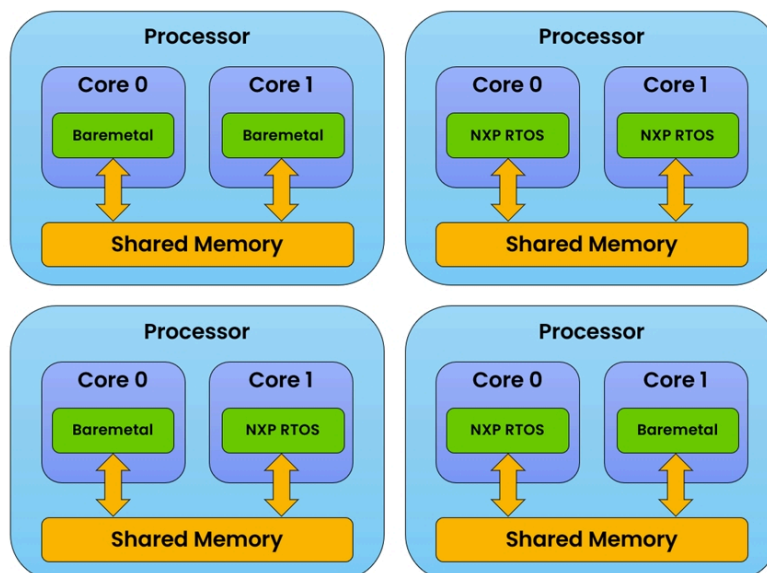 Processor
Core 0
Core 1
Baremetal
Baremetal
Shared Memory
Processor
Core 0
Core 1
NXP RTOS
NXP RTOS
Shared Memory
Processor
Core 0
Core 1
Baremetal
NXP RTOS
Shared Memory
Processor
Core 0
Core 1
NXP RTOS
Baremetal
Shared Memory